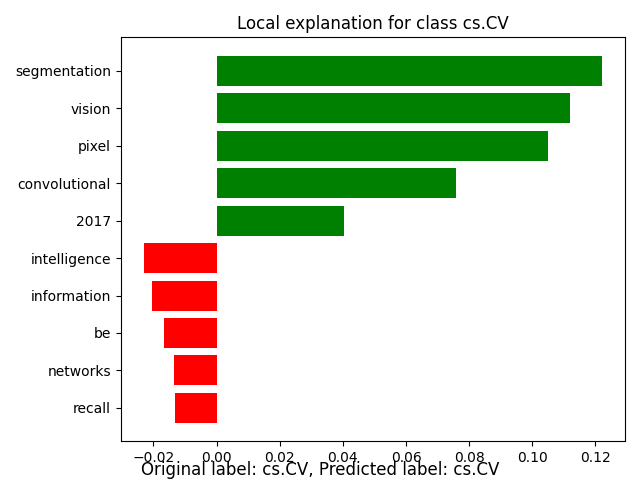 Local explanation for class cs.CV
segmentation
vision
pixel
convolutional
2017
intelligence
information
be
networks
recall
−0.02 0.00 0.02 0.04 0.06 0.08 0.10 0.12
Original label: cs.CV, Predicted label: cs.CV